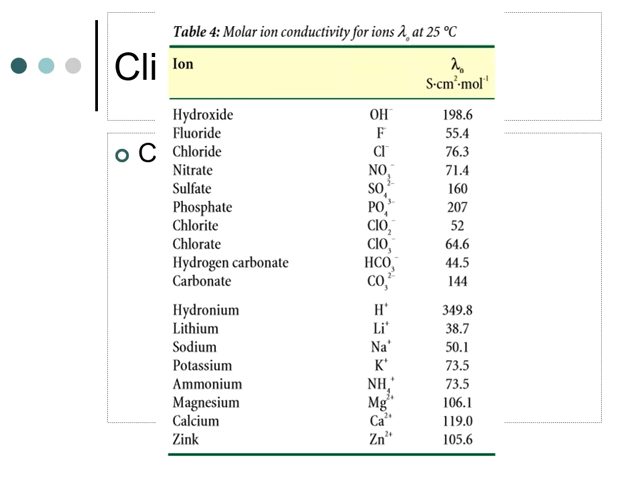 Table 4: Molar ion conductivity for ions λₒ at 25 ºC
Cli
Ion λₒ
S·cm²·mol⁻¹
C
Hydroxide OH⁻ 198.6
Fluoride F⁻ 55.4
Chloride Cl⁻ 76.3
Nitrate NO₃⁻ 71.4
Sulfate SO₄²⁻ 160
Phosphate PO₄³⁻ 207
Chlorite ClO₂⁻ 52
Chlorate ClO₃⁻ 64.6
Hydrogen carbonate HCO₃⁻ 44.5
Carbonate CO₃²⁻ 144
Hydronium H⁺ 349.8
Lithium Li⁺ 38.7
Sodium Na⁺ 50.1
Potassium K⁺ 73.5
Ammonium NH₄⁺ 73.5
Magnesium Mg²⁺ 106.1
Calcium Ca²⁺ 119.0
Zink Zn²⁺ 105.6